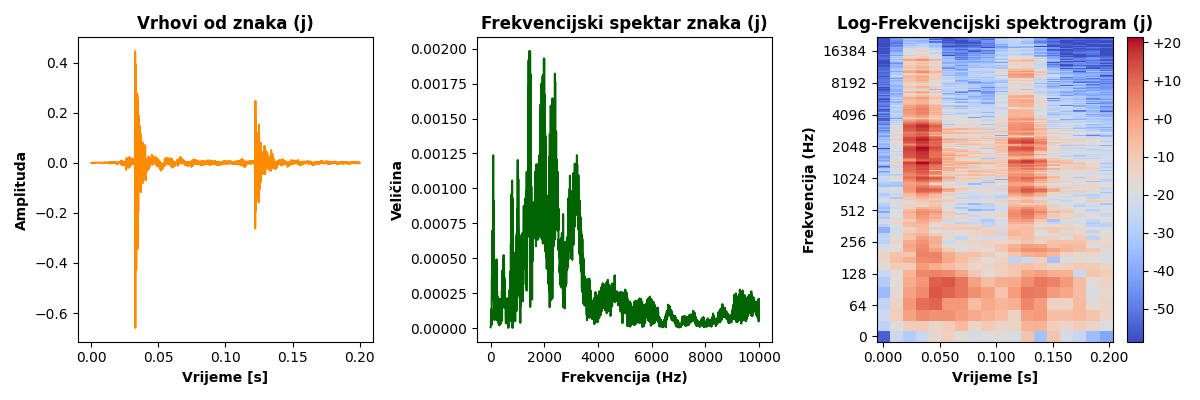 Vrhovi od znaka (j)
0.4
0.2
0.0
−0.2
−0.4
−0.6
Amplituda
0.00 0.05 0.10 0.15 0.20
Vrijeme [s]
Frekvencijski spektar znaka (j)
0.00200
0.00175
0.00150
0.00125
0.00100
0.00075
0.00050
0.00025
0.00000
Veličina
0 2000 4000 6000 8000 10000
Frekvencija (Hz)
Log-Frekvencijski spektrogram (j)
16384
8192
4096
2048
1024
512
256
128
64
0
Frekvencija (Hz)
0.000 0.050 0.100 0.150 0.200
Vrijeme [s]
+20
+10
+0
-10
-20
-30
-40
-50